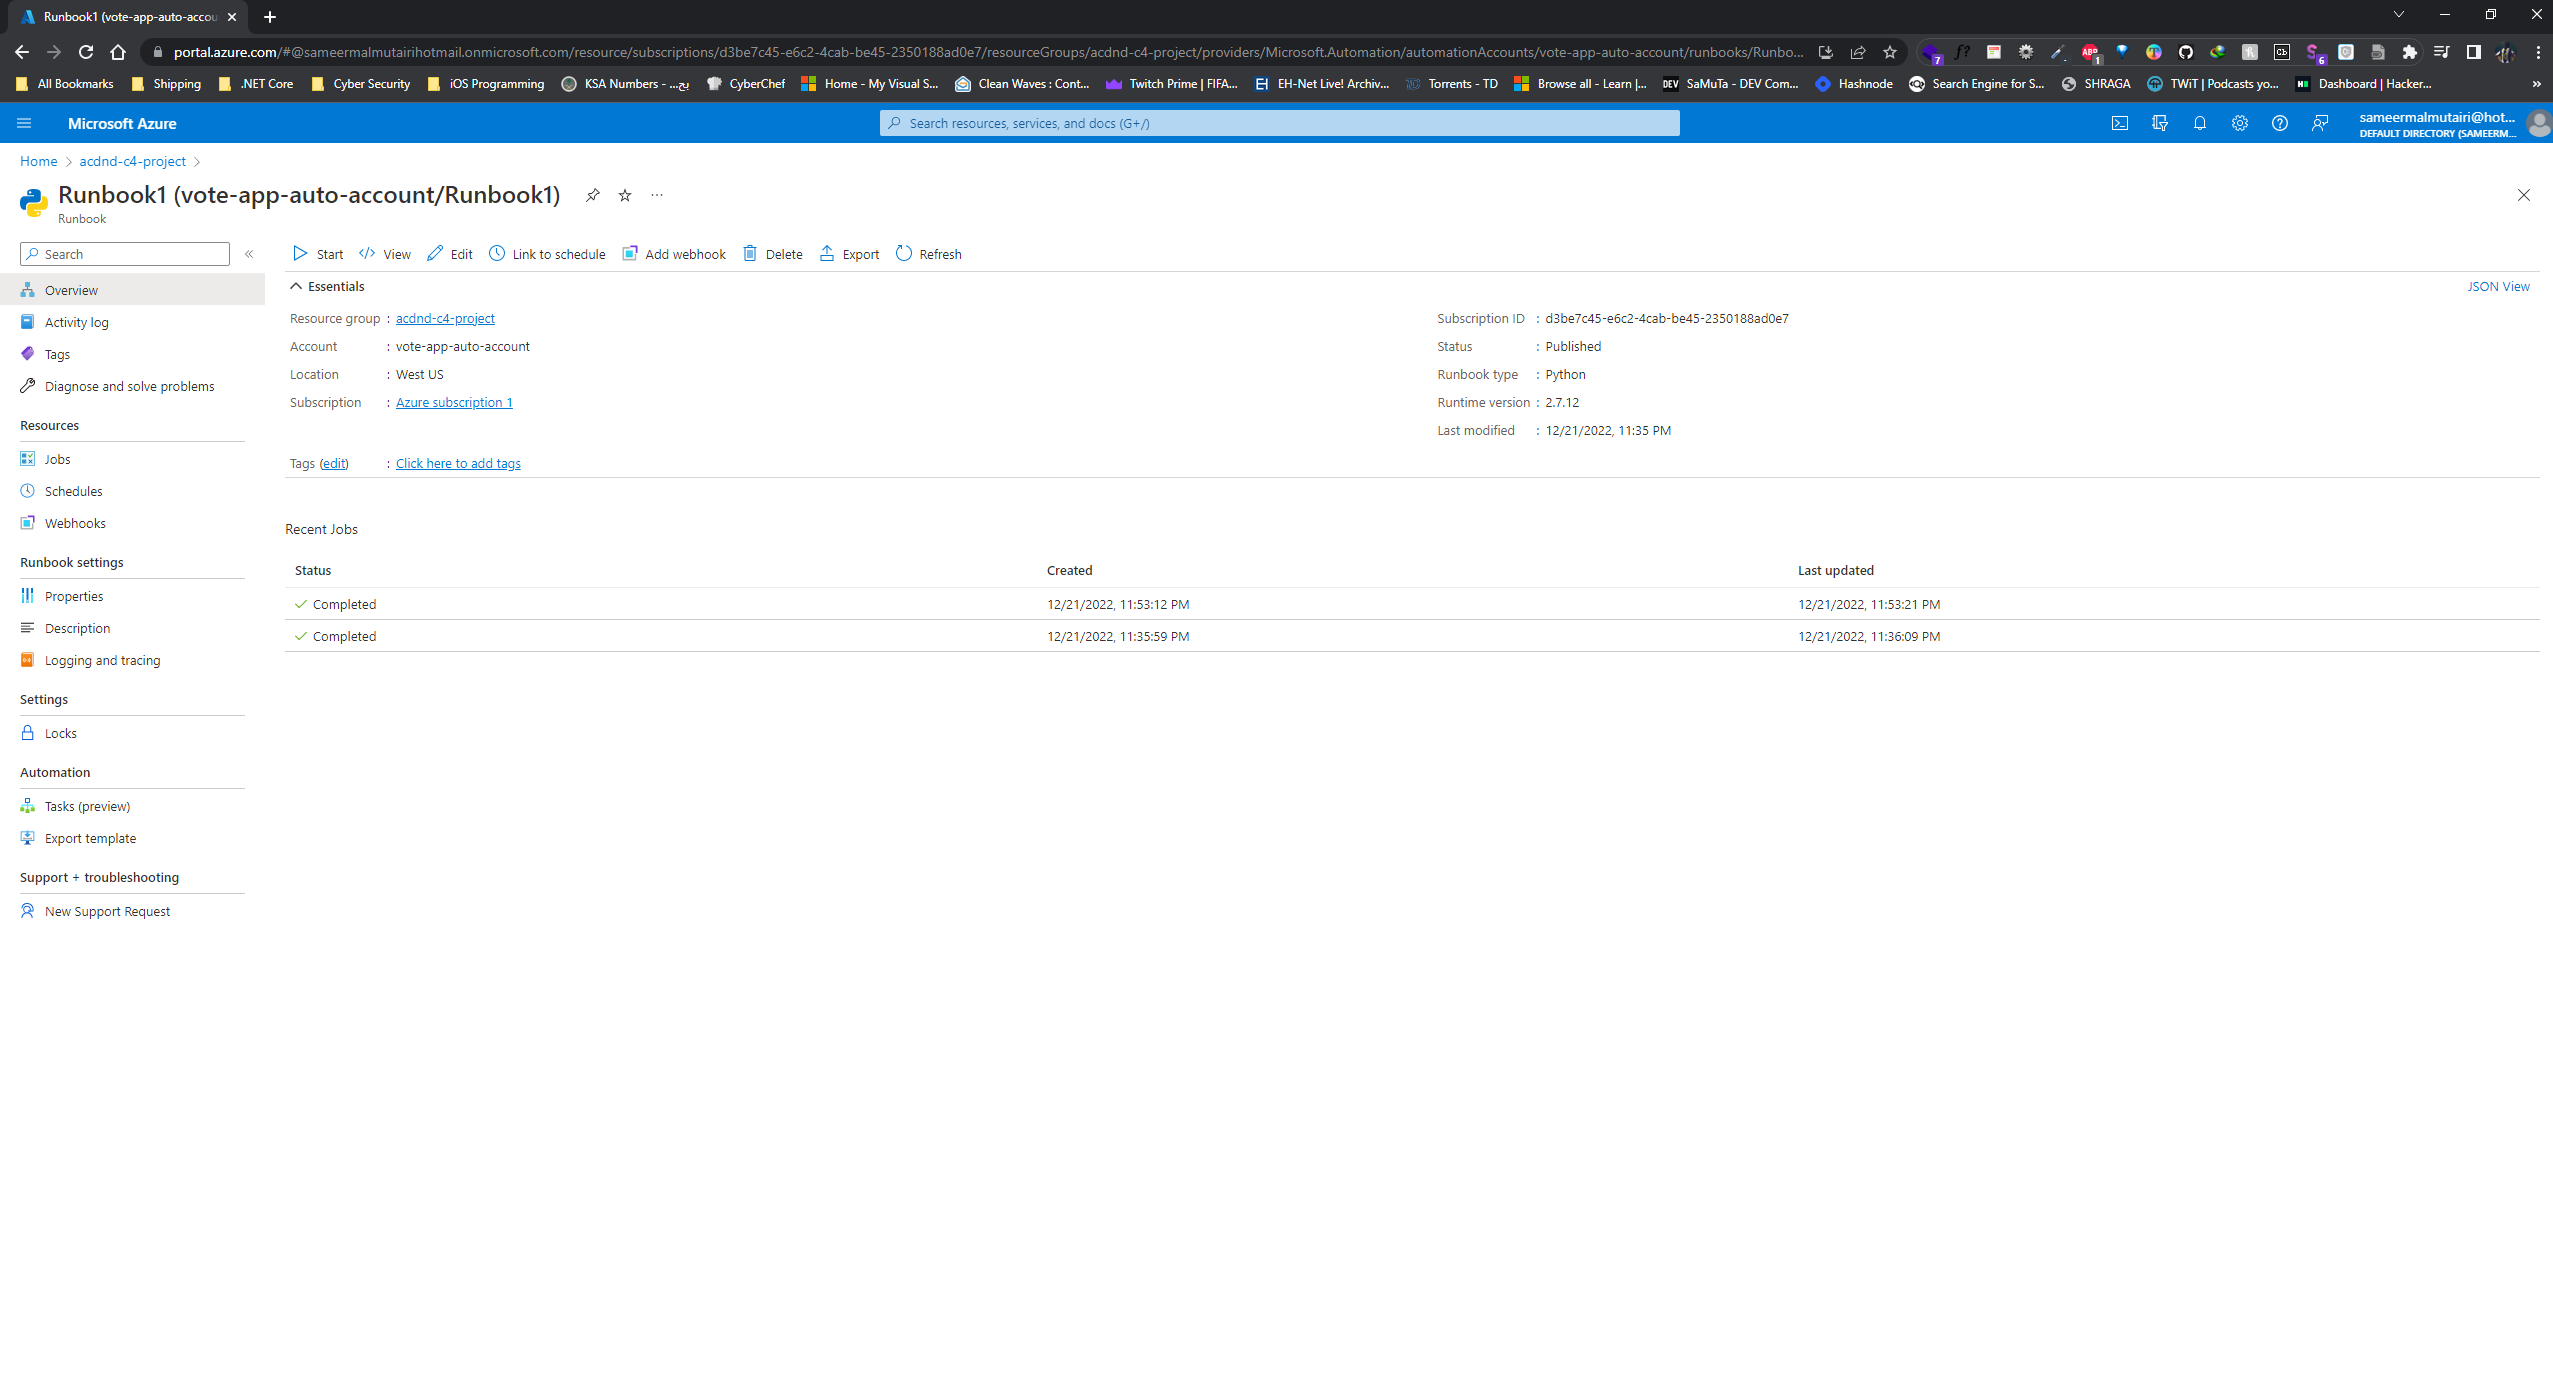 Runbook1 (vote-app-auto-accou
portal.azure.com/#@sameermalmutairihotmail.onmicrosoft.com/resource/subscriptions/d3be7c45-e6c2-4cab-be45-2350188ad0e7/resourceGroups/acdnd-c4-project/providers/Microsoft.Automation/automationAccounts/vote-app-auto-account/runbooks/Runbo...
All Bookmarks Shipping .NET Core Cyber Security iOS Programming KSA Numbers - ...بح CyberChef Home - My Visual S... Clean Waves : Cont... Twitch Prime | FIFA... EH-Net Live! Archiv... Torrents - TD Browse all - Learn |... SaMuTa - DEV Com... Hashnode Search Engine for S... SHRAGA TWiT | Podcasts yo... Dashboard | Hacker...
Microsoft Azure
Search resources, services, and docs (G+/)
sameermalmutairi@hot...
DEFAULT DIRECTORY (SAMEERM...
Home > acdnd-c4-project >
Runbook1 (vote-app-auto-account/Runbook1)
Runbook
Search
Start View Edit Link to schedule Add webhook Delete Export Refresh
Overview
Activity log
Tags
Diagnose and solve problems
Resources
Jobs
Schedules
Webhooks
Runbook settings
Properties
Description
Logging and tracing
Settings
Locks
Automation
Tasks (preview)
Export template
Support + troubleshooting
New Support Request
Essentials
JSON View
Resource group : acdnd-c4-project
Account : vote-app-auto-account
Location : West US
Subscription : Azure subscription 1
Subscription ID : d3be7c45-e6c2-4cab-be45-2350188ad0e7
Status : Published
Runbook type : Python
Runtime version : 2.7.12
Last modified : 12/21/2022, 11:35 PM
Tags (edit) : Click here to add tags
Recent Jobs
Status Created Last updated
Completed 12/21/2022, 11:53:12 PM 12/21/2022, 11:53:21 PM
Completed 12/21/2022, 11:35:59 PM 12/21/2022, 11:36:09 PM